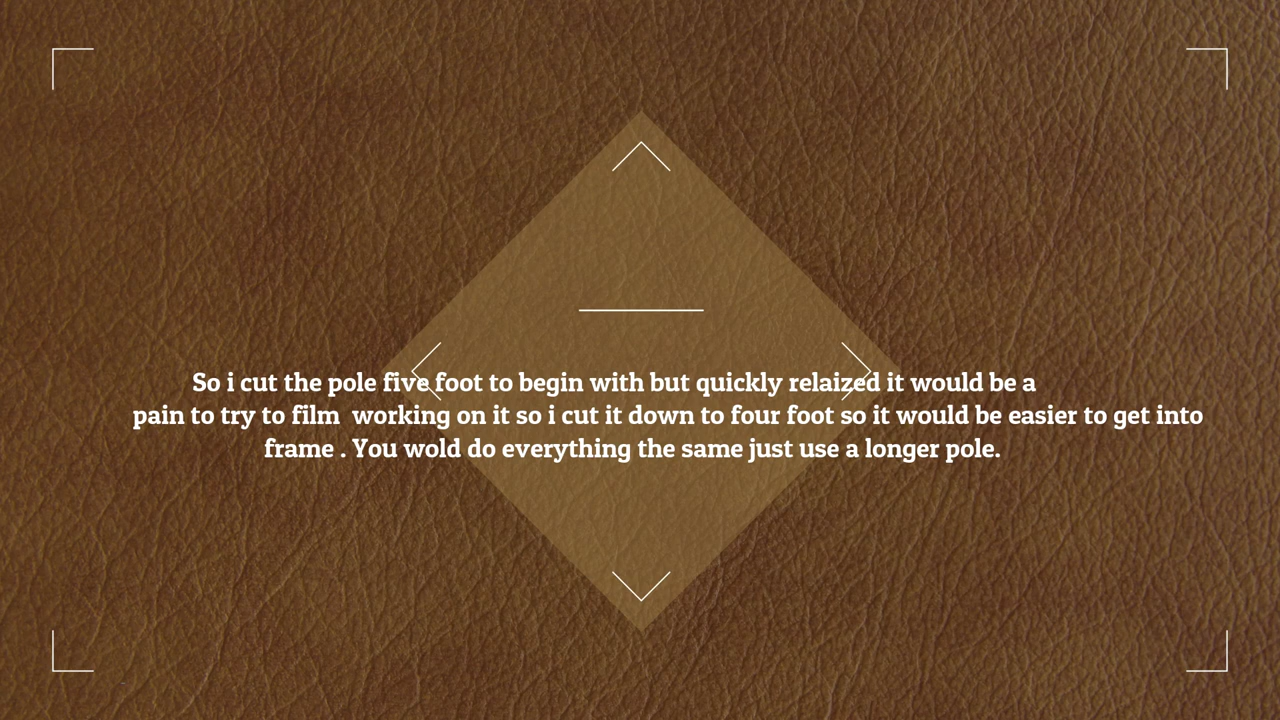 So i cut the pole five foot to begin with but quickly relaized it would be a
pain to try to film  working on it so i cut it down to four foot so it would be easier to get into
frame . You wold do everything the same just use a longer pole.